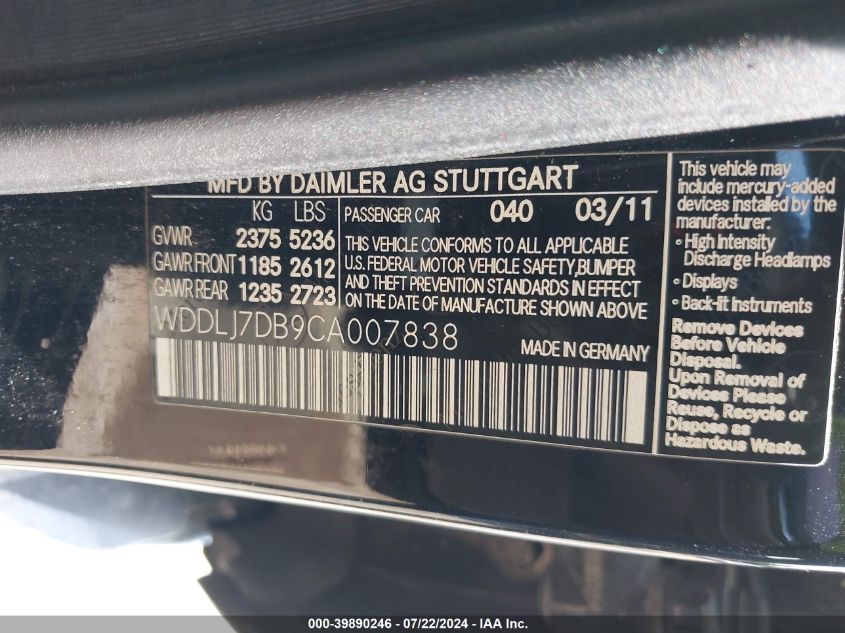 MFD BY DAIMLER AG STUTTGART
KG LBS
GVWR 2375 5236
GAWR FRONT 1185 2612
GAWR REAR 1235 2723
PASSENGER CAR 040 03/11
THIS VEHICLE CONFORMS TO ALL APPLICABLE
U.S. FEDERAL MOTOR VEHICLE SAFETY,BUMPER
AND THEFT PREVENTION STANDARDS IN EFFECT
ON THE DATE OF MANUFACTURE SHOWN ABOVE
WDDLJ7DB9CA007838
MADE IN GERMANY
This vehicle may
include mercury-added
devices installed by the
manufacturer:
• High Intensity
Discharge Headlamps
• Displays
• Back-lit Instruments
Remove Devices
Before Vehicle
Disposal.
Upon Removal of
Devices Please
Reuse, Recycle or
Dispose as
Hazardous Waste.
000-39890246 - 07/22/2024 - IAA Inc.